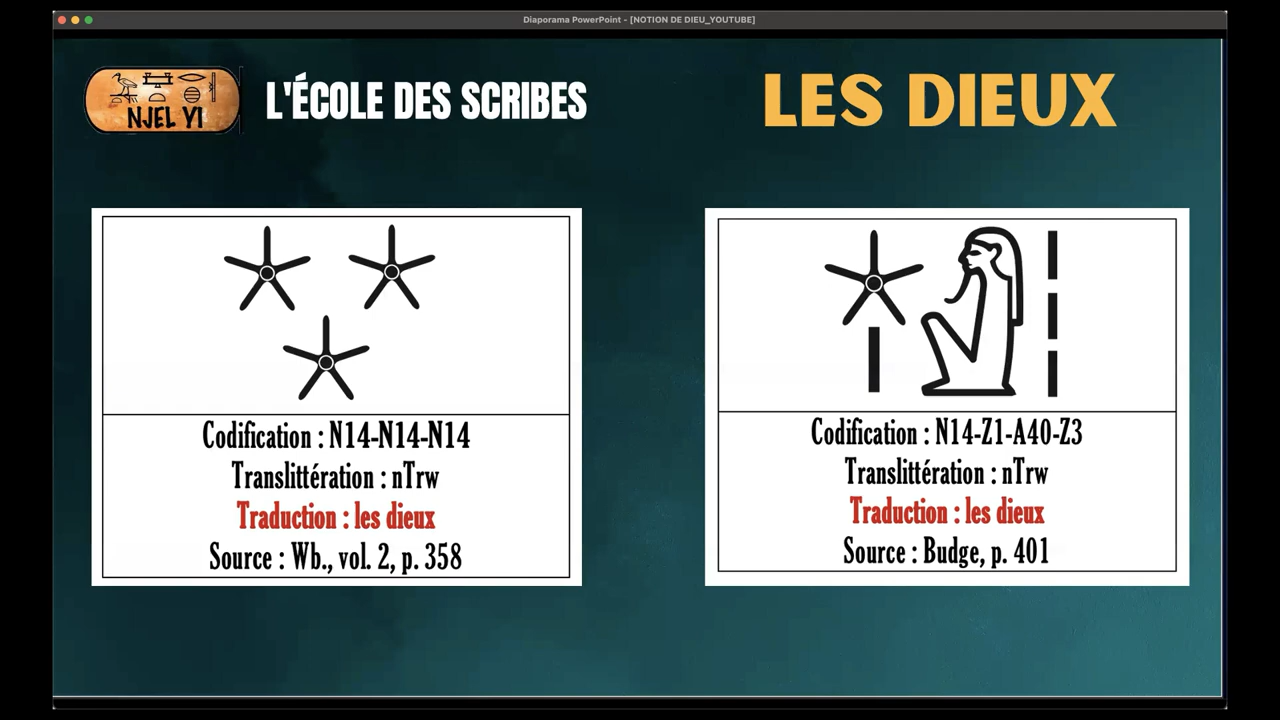 Diaporama PowerPoint - [NOTION DE DIEU_YOUTUBE]
NJEL YI
L'ÉCOLE DES SCRIBES
LES DIEUX
Codification : N14-N14-N14
Translittération : nTrw
Traduction : les dieux
Source : Wb., vol. 2, p. 358
Codification : N14-Z1-A40-Z3
Translittération : nTrw
Traduction : les dieux
Source : Budge, p. 401